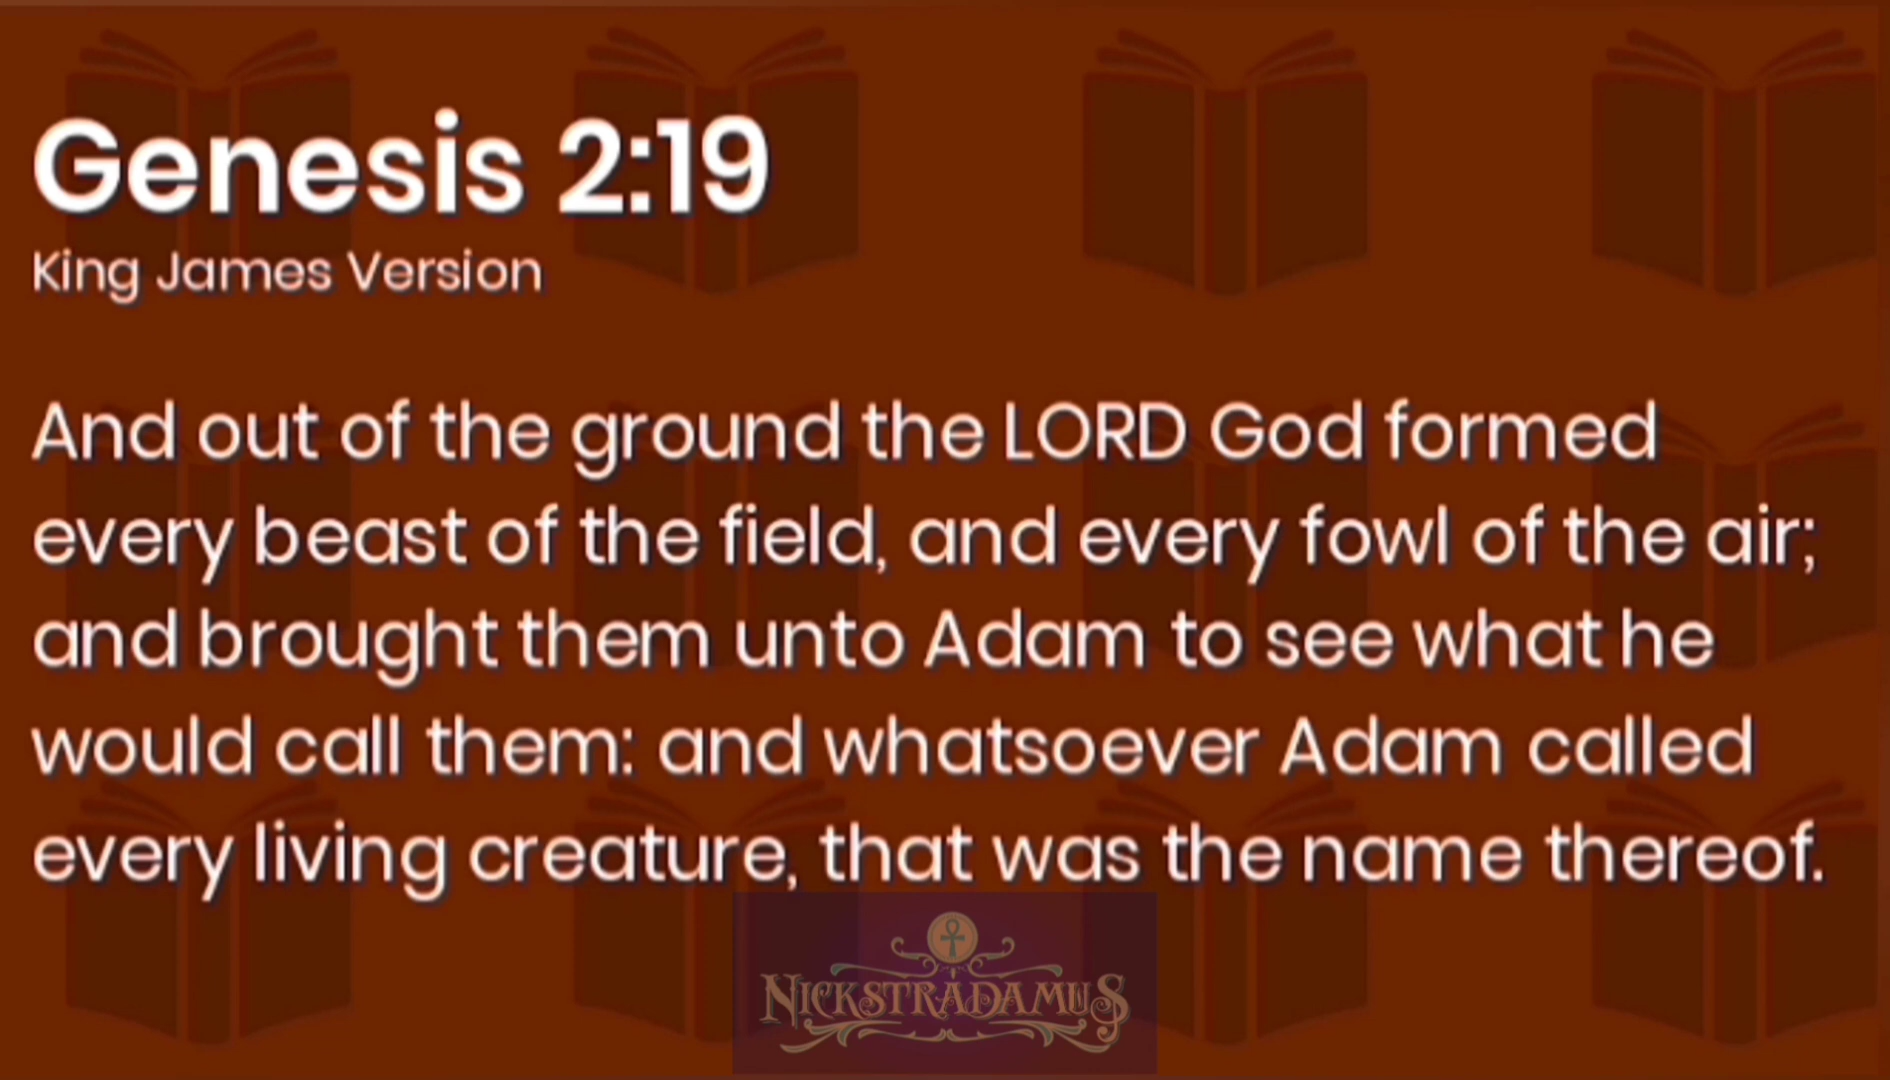 Genesis 2:19
King James Version
And out of the ground the LORD God formed
every beast of the field, and every fowl of the air;
and brought them unto Adam to see what he
would call them: and whatsoever Adam called
every living creature, that was the name thereof.
NICKSTRADAMUS